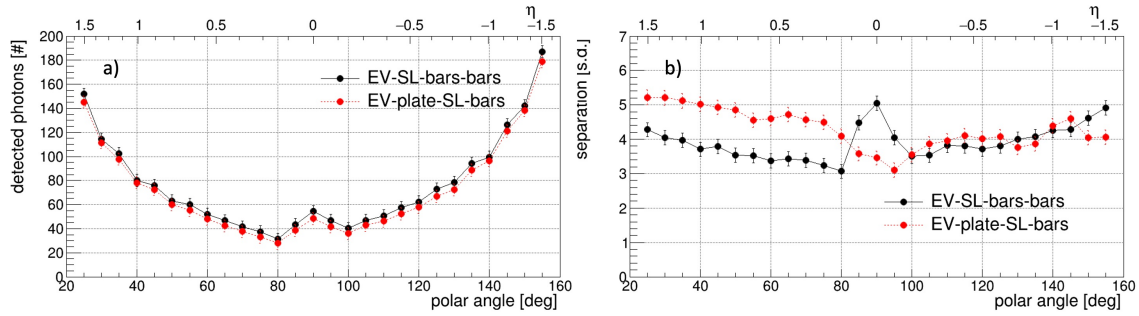 η
1.5 1 0.5 0 −0.5 −1 −1.5
detected photons [#]
200
180
160
140
120
100
80
60
40
20
0
a)
EV-SL-bars-bars
EV-plate-SL-bars
20 40 60 80 100 120 140 160
polar angle [deg]
η
1.5 1 0.5 0 −0.5 −1 −1.5
separation [s.d.]
7
6
5
4
3
2
1
0
b)
EV-SL-bars-bars
EV-plate-SL-bars
20 40 60 80 100 120 140 160
polar angle [deg]